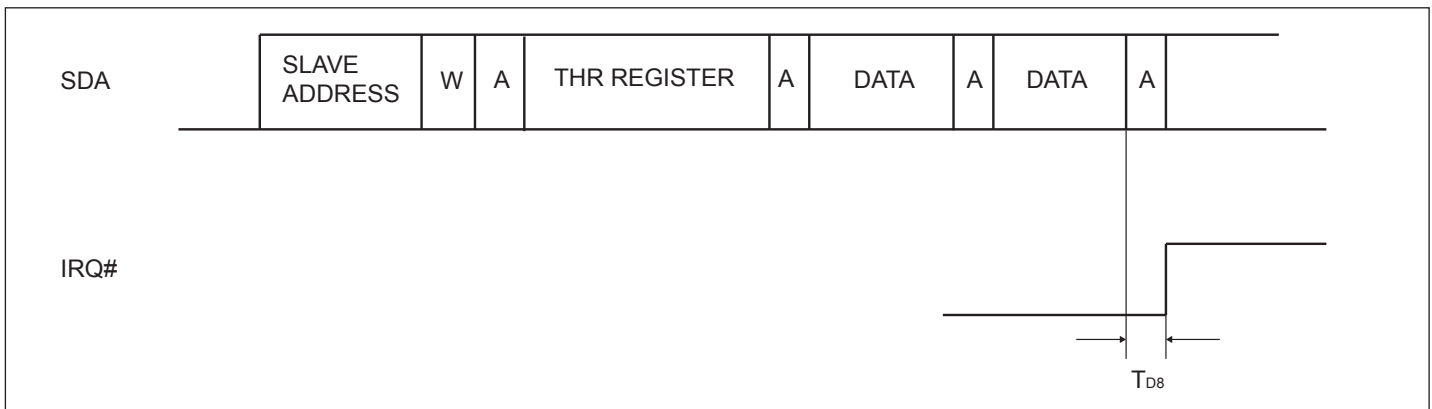 SDA
SLAVE
ADDRESS
W
A
THR REGISTER
A
DATA
A
DATA
A
IRQ#
TD8